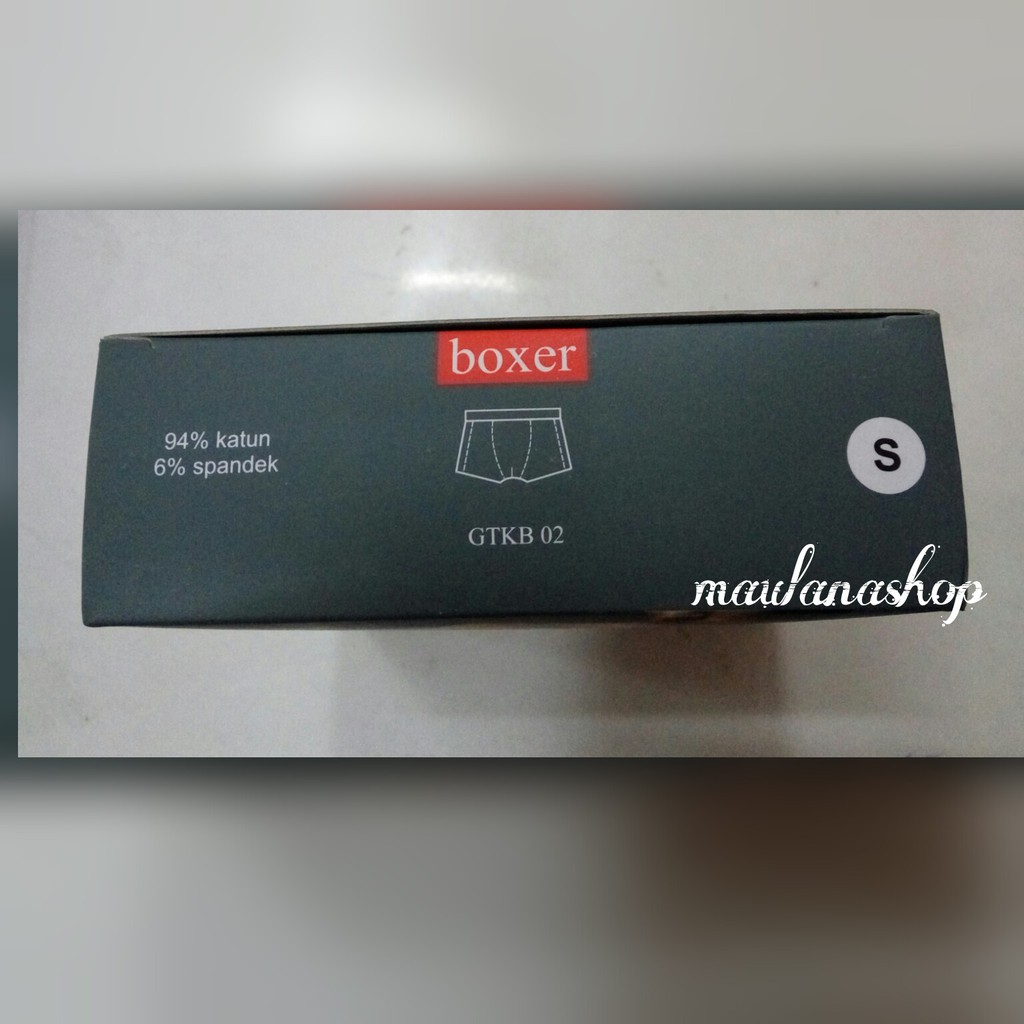 boxer
94% katun
6% spandek
S
GTKB 02
maulanashop